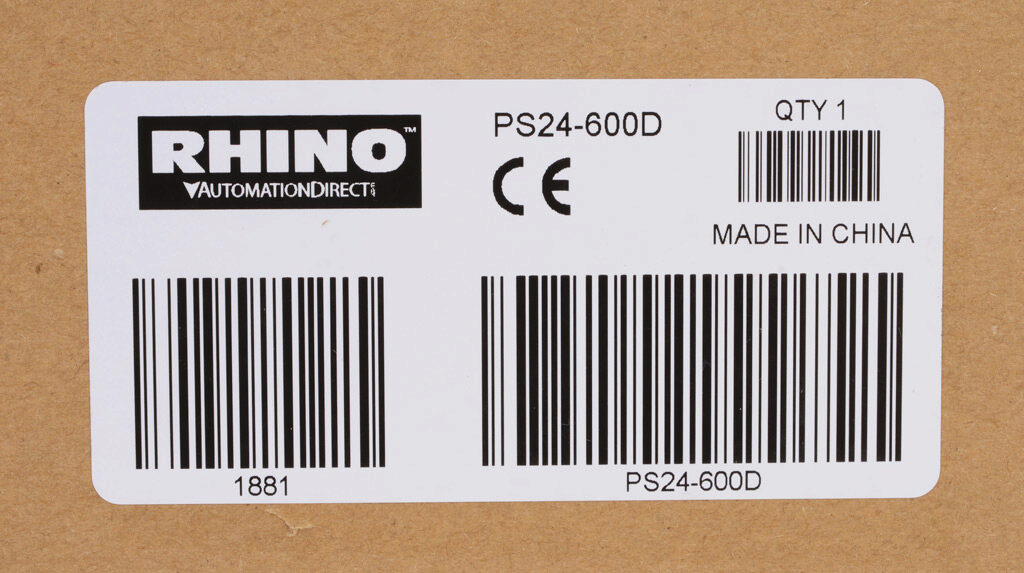 RHINO™
AUTOMATIONDIRECT
PS24-600D
CE
QTY 1
MADE IN CHINA
1881
PS24-600D